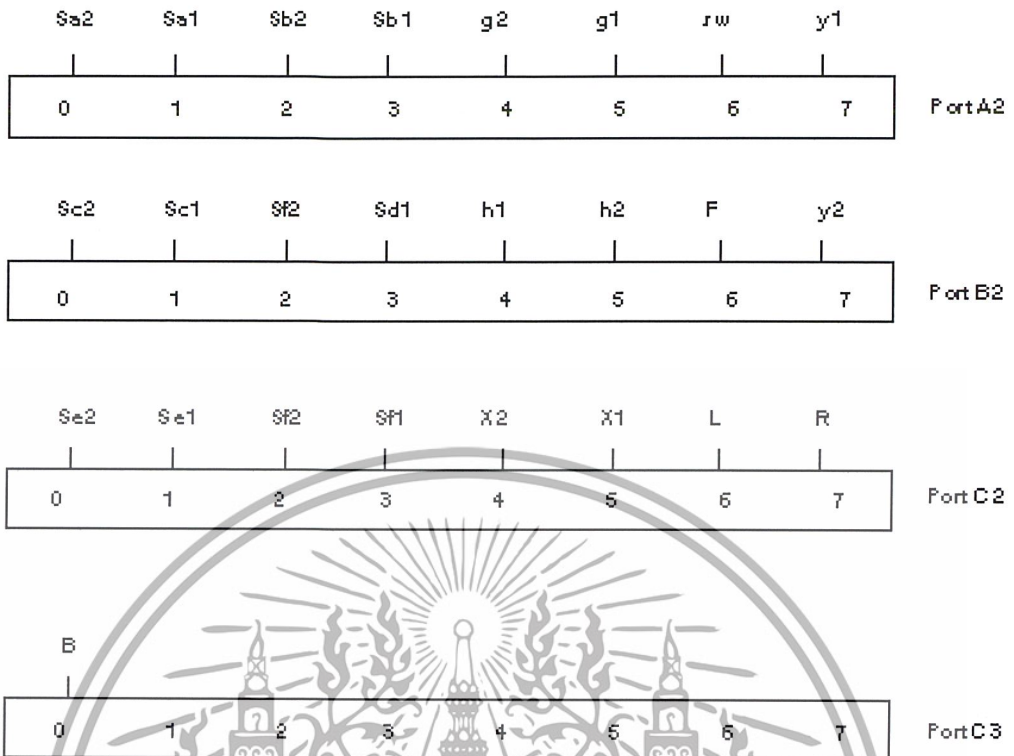 Sa2 Sa1 Sb2 Sb1 g2 g1 rw y1
0 1 2 3 4 5 6 7 Port A2
Sc2 Sc1 Sf2 Sd1 h1 h2 F y2
0 1 2 3 4 5 6 7 Port B2
Se2 Se1 Sf2 Sf1 X2 X1 L R
0 1 2 3 4 5 6 7 Port C2
B
0 1 2 3 4 5 6 7 Port C3